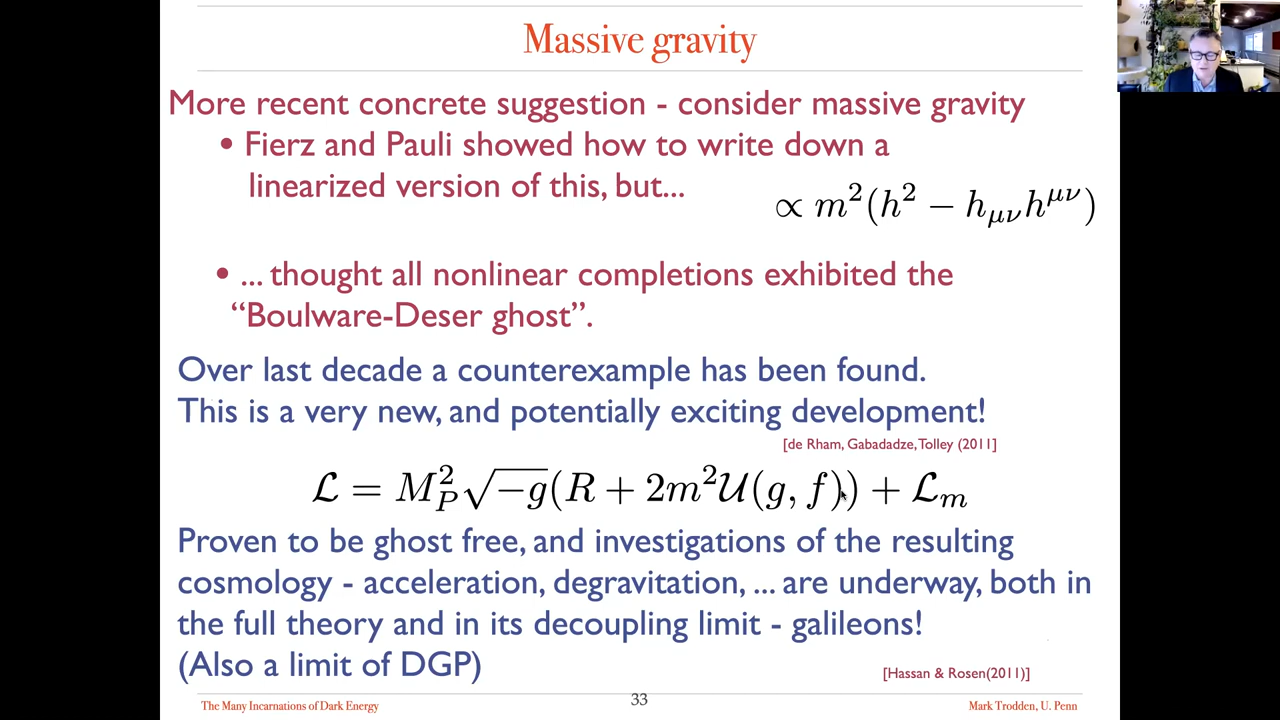 Massive gravity
More recent concrete suggestion - consider massive gravity
• Fierz and Pauli showed how to write down a
linearized version of this, but...
∝ m²(h² − h_{μν}h^{μν})
• ... thought all nonlinear completions exhibited the
“Boulware-Deser ghost”.
Over last decade a counterexample has been found.
This is a very new, and potentially exciting development!
[de Rham, Gabadadze, Tolley (2011]
ℒ = M_P²√−g(R + 2m²𝒰(g, f)) + ℒ_m
Proven to be ghost free, and investigations of the resulting
cosmology - acceleration, degravitation, ... are underway, both in
the full theory and in its decoupling limit - galileons!
(Also a limit of DGP)
[Hassan & Rosen(2011)]
The Many Incarnations of Dark Energy
33
Mark Trodden, U. Penn